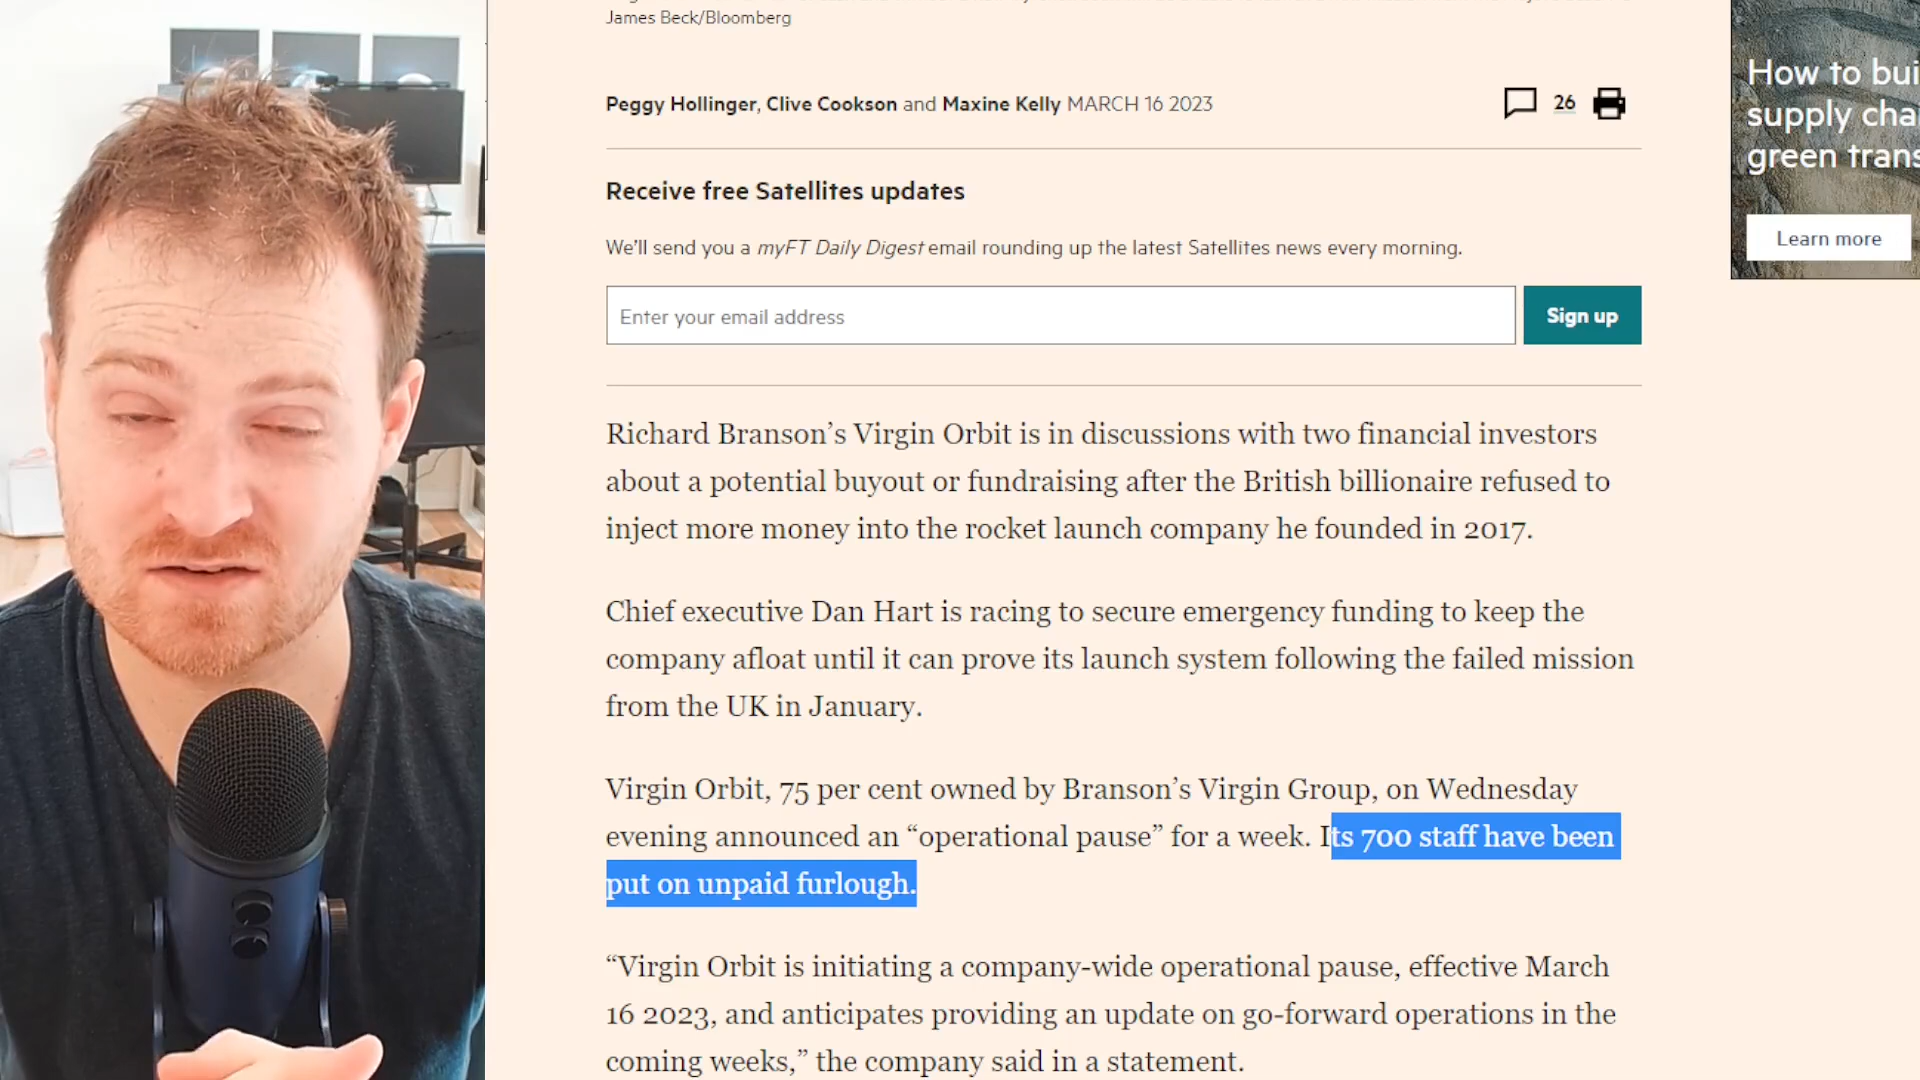 James Beck/Bloomberg
Peggy Hollinger, Clive Cookson and Maxine Kelly MARCH 16 2023
26
Receive free Satellites updates
We’ll send you a myFT Daily Digest email rounding up the latest Satellites news every morning.
Enter your email address
Sign up
Richard Branson’s Virgin Orbit is in discussions with two financial investors
about a potential buyout or fundraising after the British billionaire refused to
inject more money into the rocket launch company he founded in 2017.
Chief executive Dan Hart is racing to secure emergency funding to keep the
company afloat until it can prove its launch system following the failed mission
from the UK in January.
Virgin Orbit, 75 per cent owned by Branson’s Virgin Group, on Wednesday
evening announced an “operational pause” for a week. Its 700 staff have been
put on unpaid furlough.
“Virgin Orbit is initiating a company-wide operational pause, effective March
16 2023, and anticipates providing an update on go-forward operations in the
coming weeks,” the company said in a statement.
How to bui
supply cha
green trans
Learn more